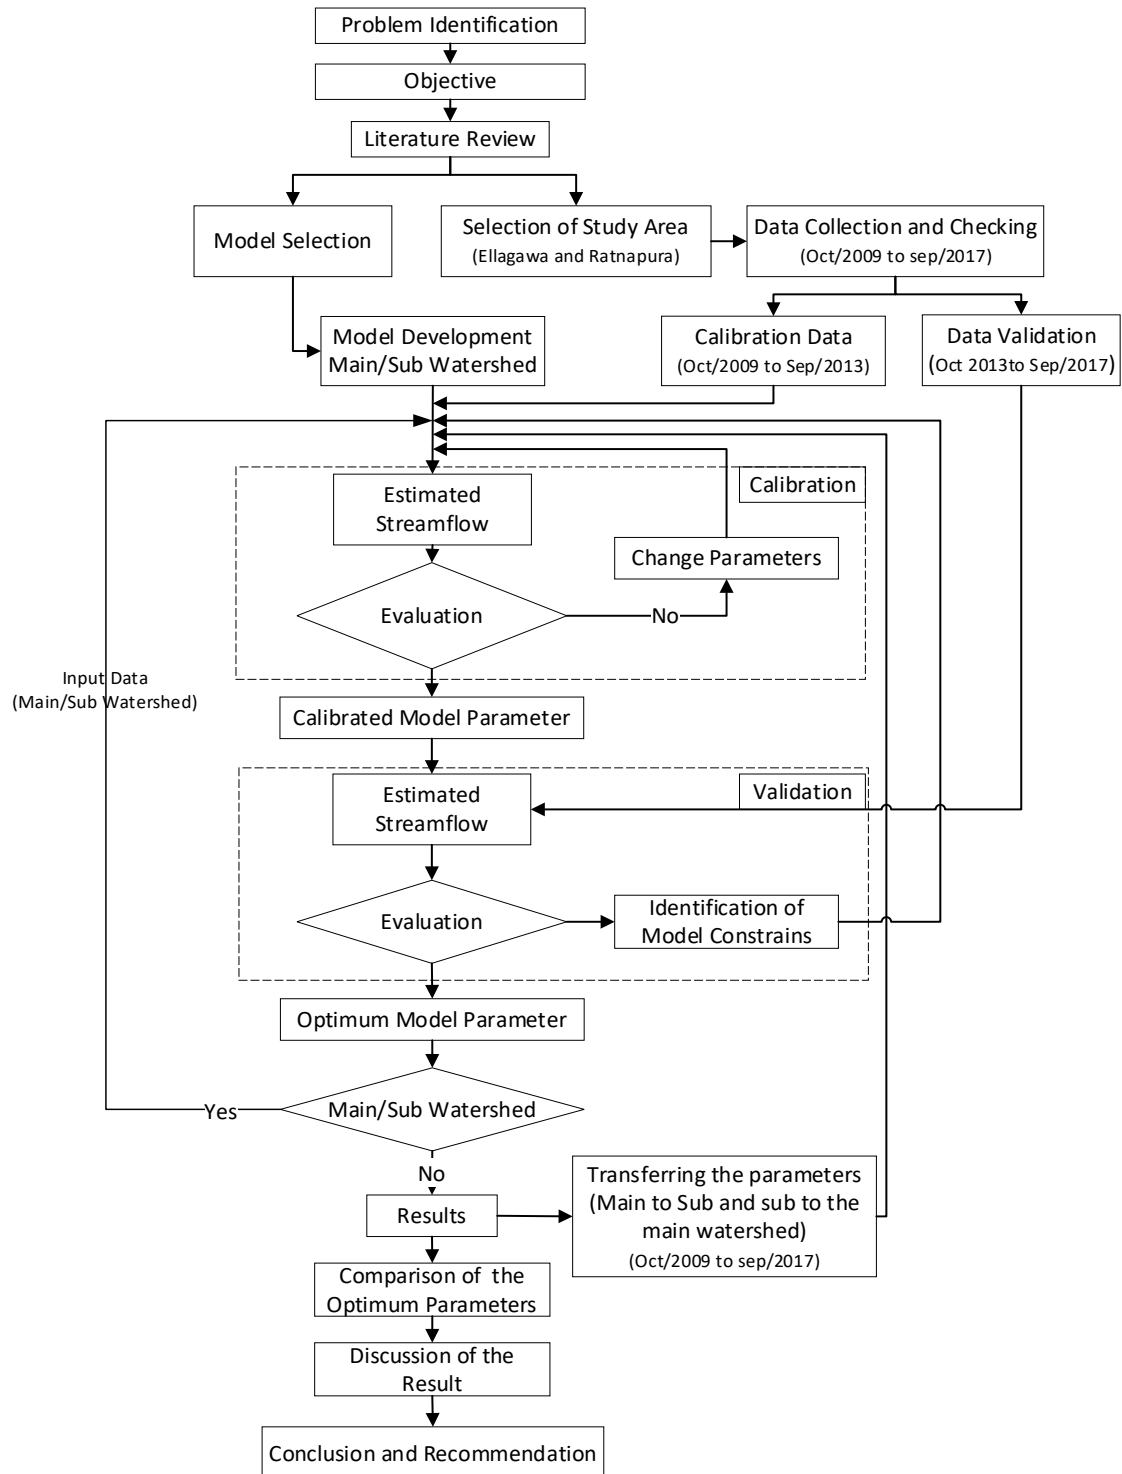 Problem Identification
Objective
Literature Review
Model Selection
Selection of Study Area
(Ellagawa and Ratnapura)
Data Collection and Checking
(Oct/2009 to sep/2017)
Model Development
Main/Sub Watershed
Calibration Data
(Oct/2009 to Sep/2013)
Data Validation
(Oct 2013to Sep/2017)
Calibration
Estimated
Streamflow
Change Parameters
Evaluation
No
Input Data
(Main/Sub Watershed)
Calibrated Model Parameter
Validation
Estimated
Streamflow
Evaluation
Identification of
Model Constrains
Optimum Model Parameter
Main/Sub Watershed
Yes
No
Results
Transferring the parameters
(Main to Sub and sub to the
main watershed)
(Oct/2009 to sep/2017)
Comparison of the
Optimum Parameters
Discussion of the
Result
Conclusion and Recommendation